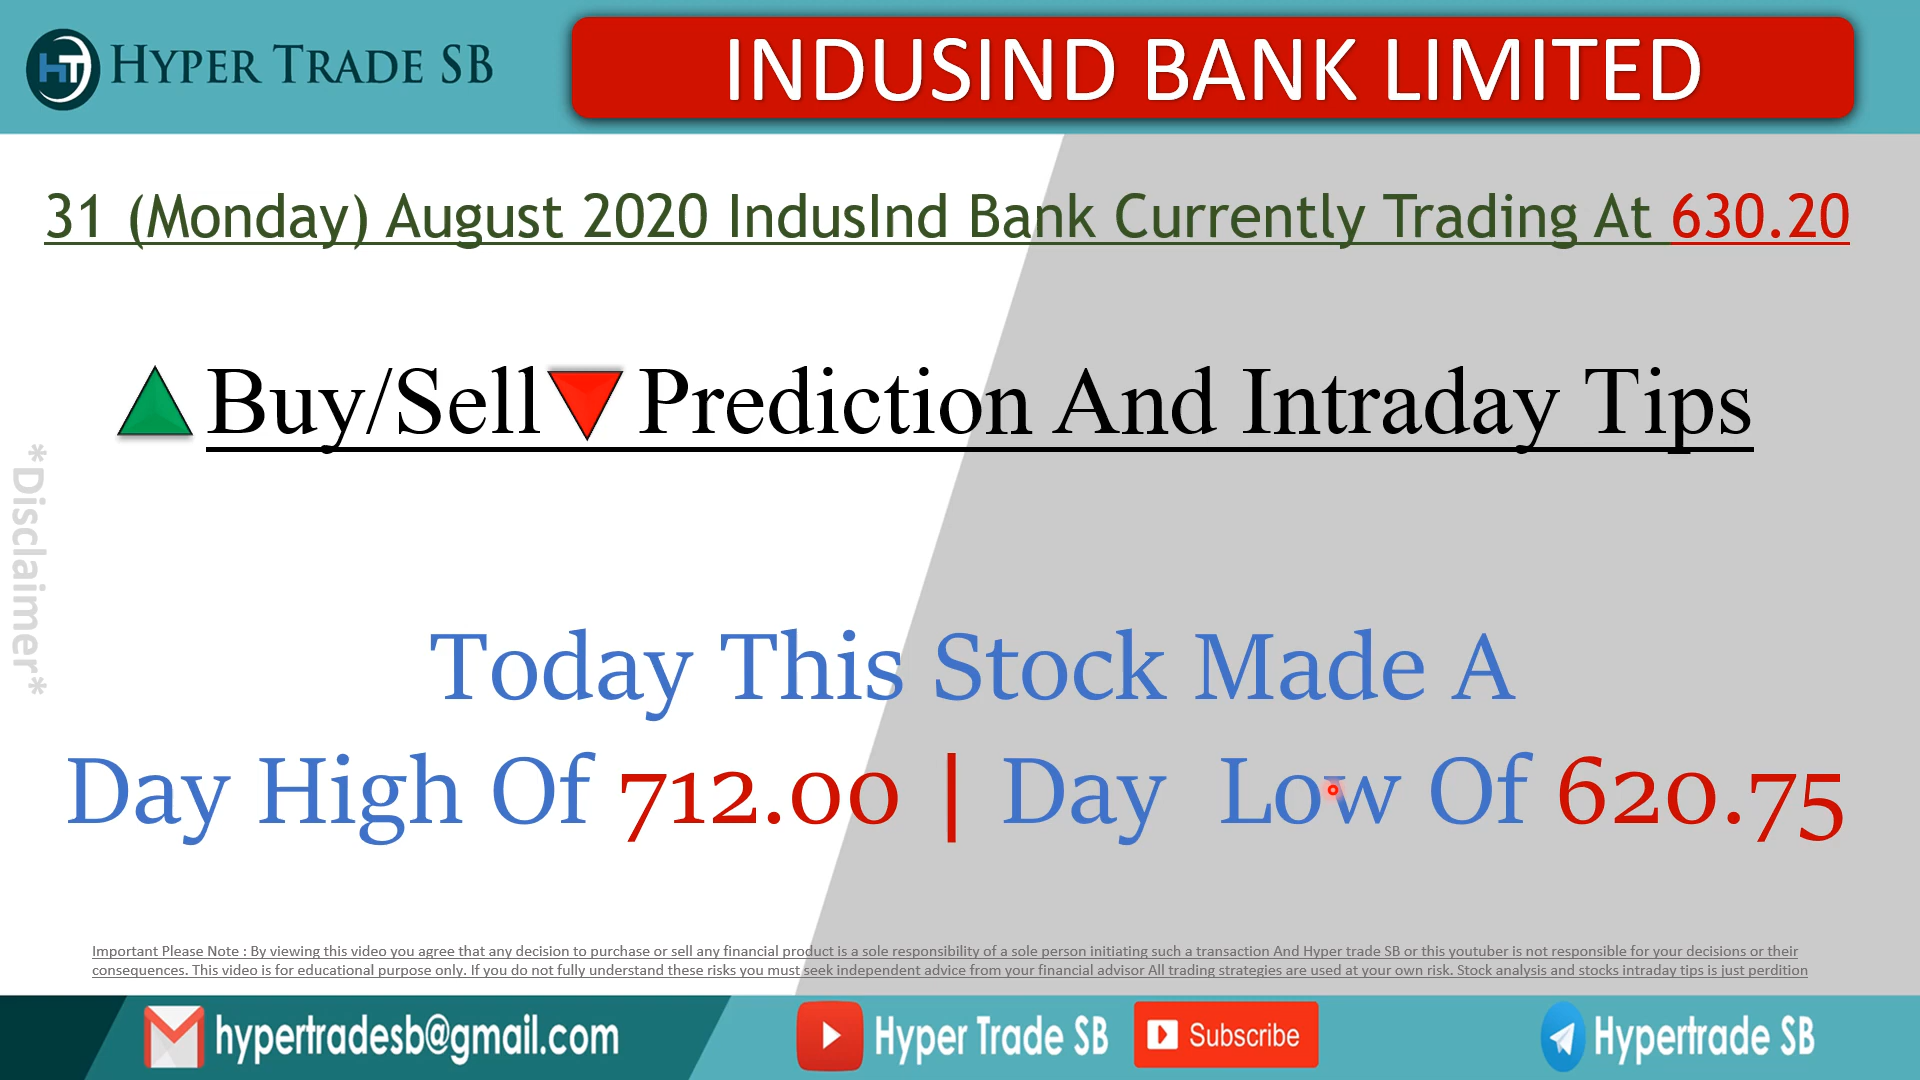 HT HYPER TRADE SB
INDUSIND BANK LIMITED
31 (Monday) August 2020 IndusInd Bank Currently Trading At 630.20
Buy/Sell Prediction And Intraday Tips
*Disclaimer*
Today This Stock Made A
Day High Of 712.00 | Day Low Of 620.75
Important Please Note : By viewing this video you agree that any decision to purchase or sell any financial product is a sole responsibility of a sole person initiating such a transaction And Hyper trade SB or this youtuber is not responsible for your decisions or their
consequences. This video is for educational purpose only. If you do not fully understand these risks you must seek independent advice from your financial advisor All trading strategies are used at your own risk. Stock analysis and stocks intraday tips is just perdition
hypertradesb@gmail.com Hyper Trade SB Subscribe Hypertrade SB